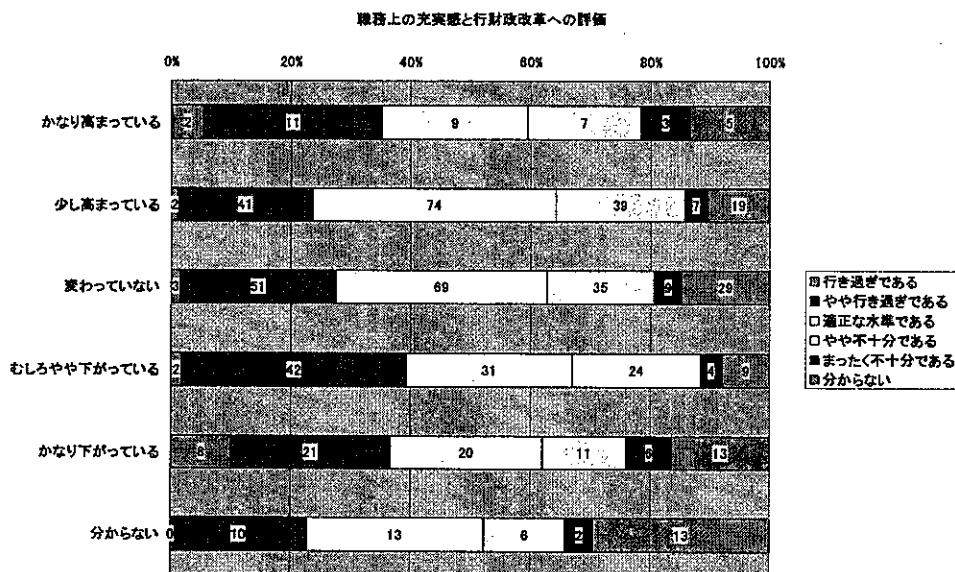 職務上の充実感と行財政改革への評価
0% 20% 40% 60% 80% 100%
かなり高まっている 2 11 9 7 3 5
少し高まっている 2 41 74 39 7 19
変わっていない 3 51 69 35 9 29
むしろやや下がっている 2 42 31 24 4 9
かなり下がっている 8 21 20 11 6 13
分からない 0 10 13 6 2 13
行き過ぎである
やや行き過ぎである
適正な水準である
やや不十分である
まったく不十分である
分からない